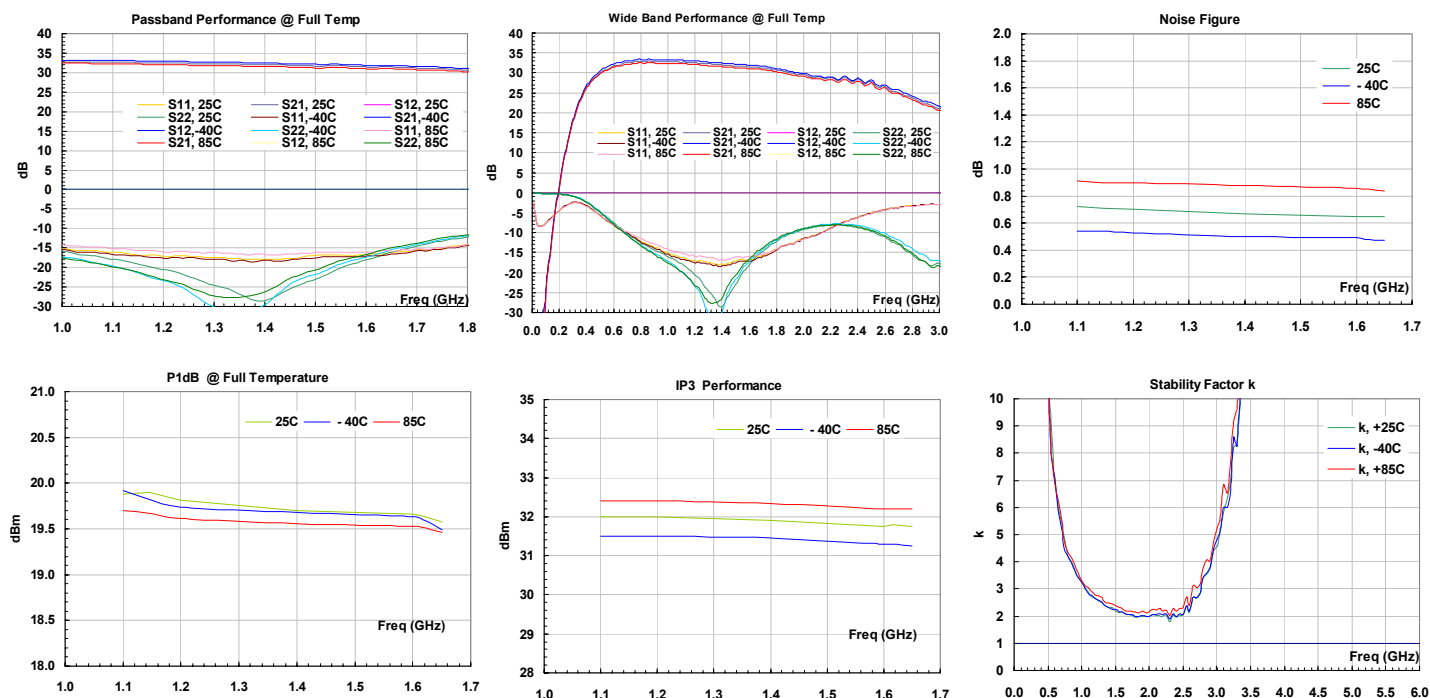 Passband Performance @ Full Temp
40
35
30
25
20
15
10
5
0
-5
-10
-15
-20
-25
-30
dB
S11, 25C S21, 25C S12, 25C
S22, 25C S11,-40C S21,-40C
S12,-40C S22,-40C S11, 85C
S21, 85C S12, 85C S22, 85C
Freq (GHz)
1.0 1.1 1.2 1.3 1.4 1.5 1.6 1.7 1.8
Wide Band Performance @ Full Temp
40
35
30
25
20
15
10
5
0
-5
-10
-15
-20
-25
-30
dB
S11, 25C S21, 25C S12, 25C S22, 25C
S11,-40C S21,-40C S12,-40C S22,-40C
S11, 85C S21, 85C S12, 85C S22, 85C
Freq (GHz)
0.0 0.2 0.4 0.6 0.8 1.0 1.2 1.4 1.6 1.8 2.0 2.2 2.4 2.6 2.8 3.0
Noise Figure
2.0
1.8
1.6
1.4
1.2
1.0
0.8
0.6
0.4
0.2
0.0
dB
25C
- 40C
85C
Freq (GHz)
1.0 1.1 1.2 1.3 1.4 1.5 1.6 1.7
P1dB @ Full Temperature
21.0
20.5
20.0
19.5
19.0
18.5
18.0
dBm
25C - 40C 85C
Freq (GHz)
1.0 1.1 1.2 1.3 1.4 1.5 1.6 1.7
IP3 Performance
35
34
33
32
31
30
29
28
dBm
25C - 40C 85C
Freq (GHz)
1.0 1.1 1.2 1.3 1.4 1.5 1.6 1.7
Stability Factor k
10
9
8
7
6
5
4
3
2
1
0
k
k, +25C
k, -40C
k, +85C
Freq (GHz)
0.0 0.5 1.0 1.5 2.0 2.5 3.0 3.5 4.0 4.5 5.0 5.5 6.0